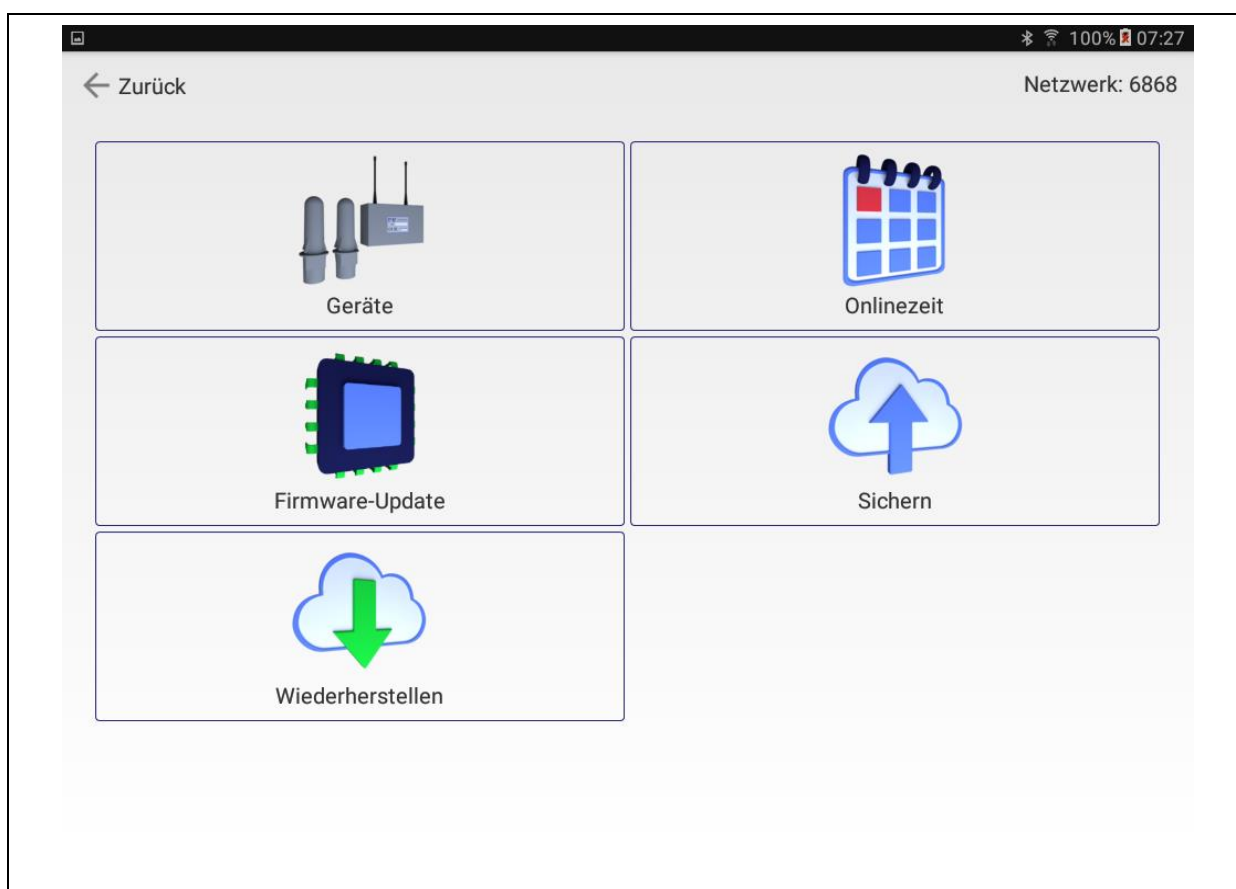 100% 07:27
Zurück
Netzwerk: 6868
Geräte
Onlinezeit
Firmware-Update
Sichern
Wiederherstellen